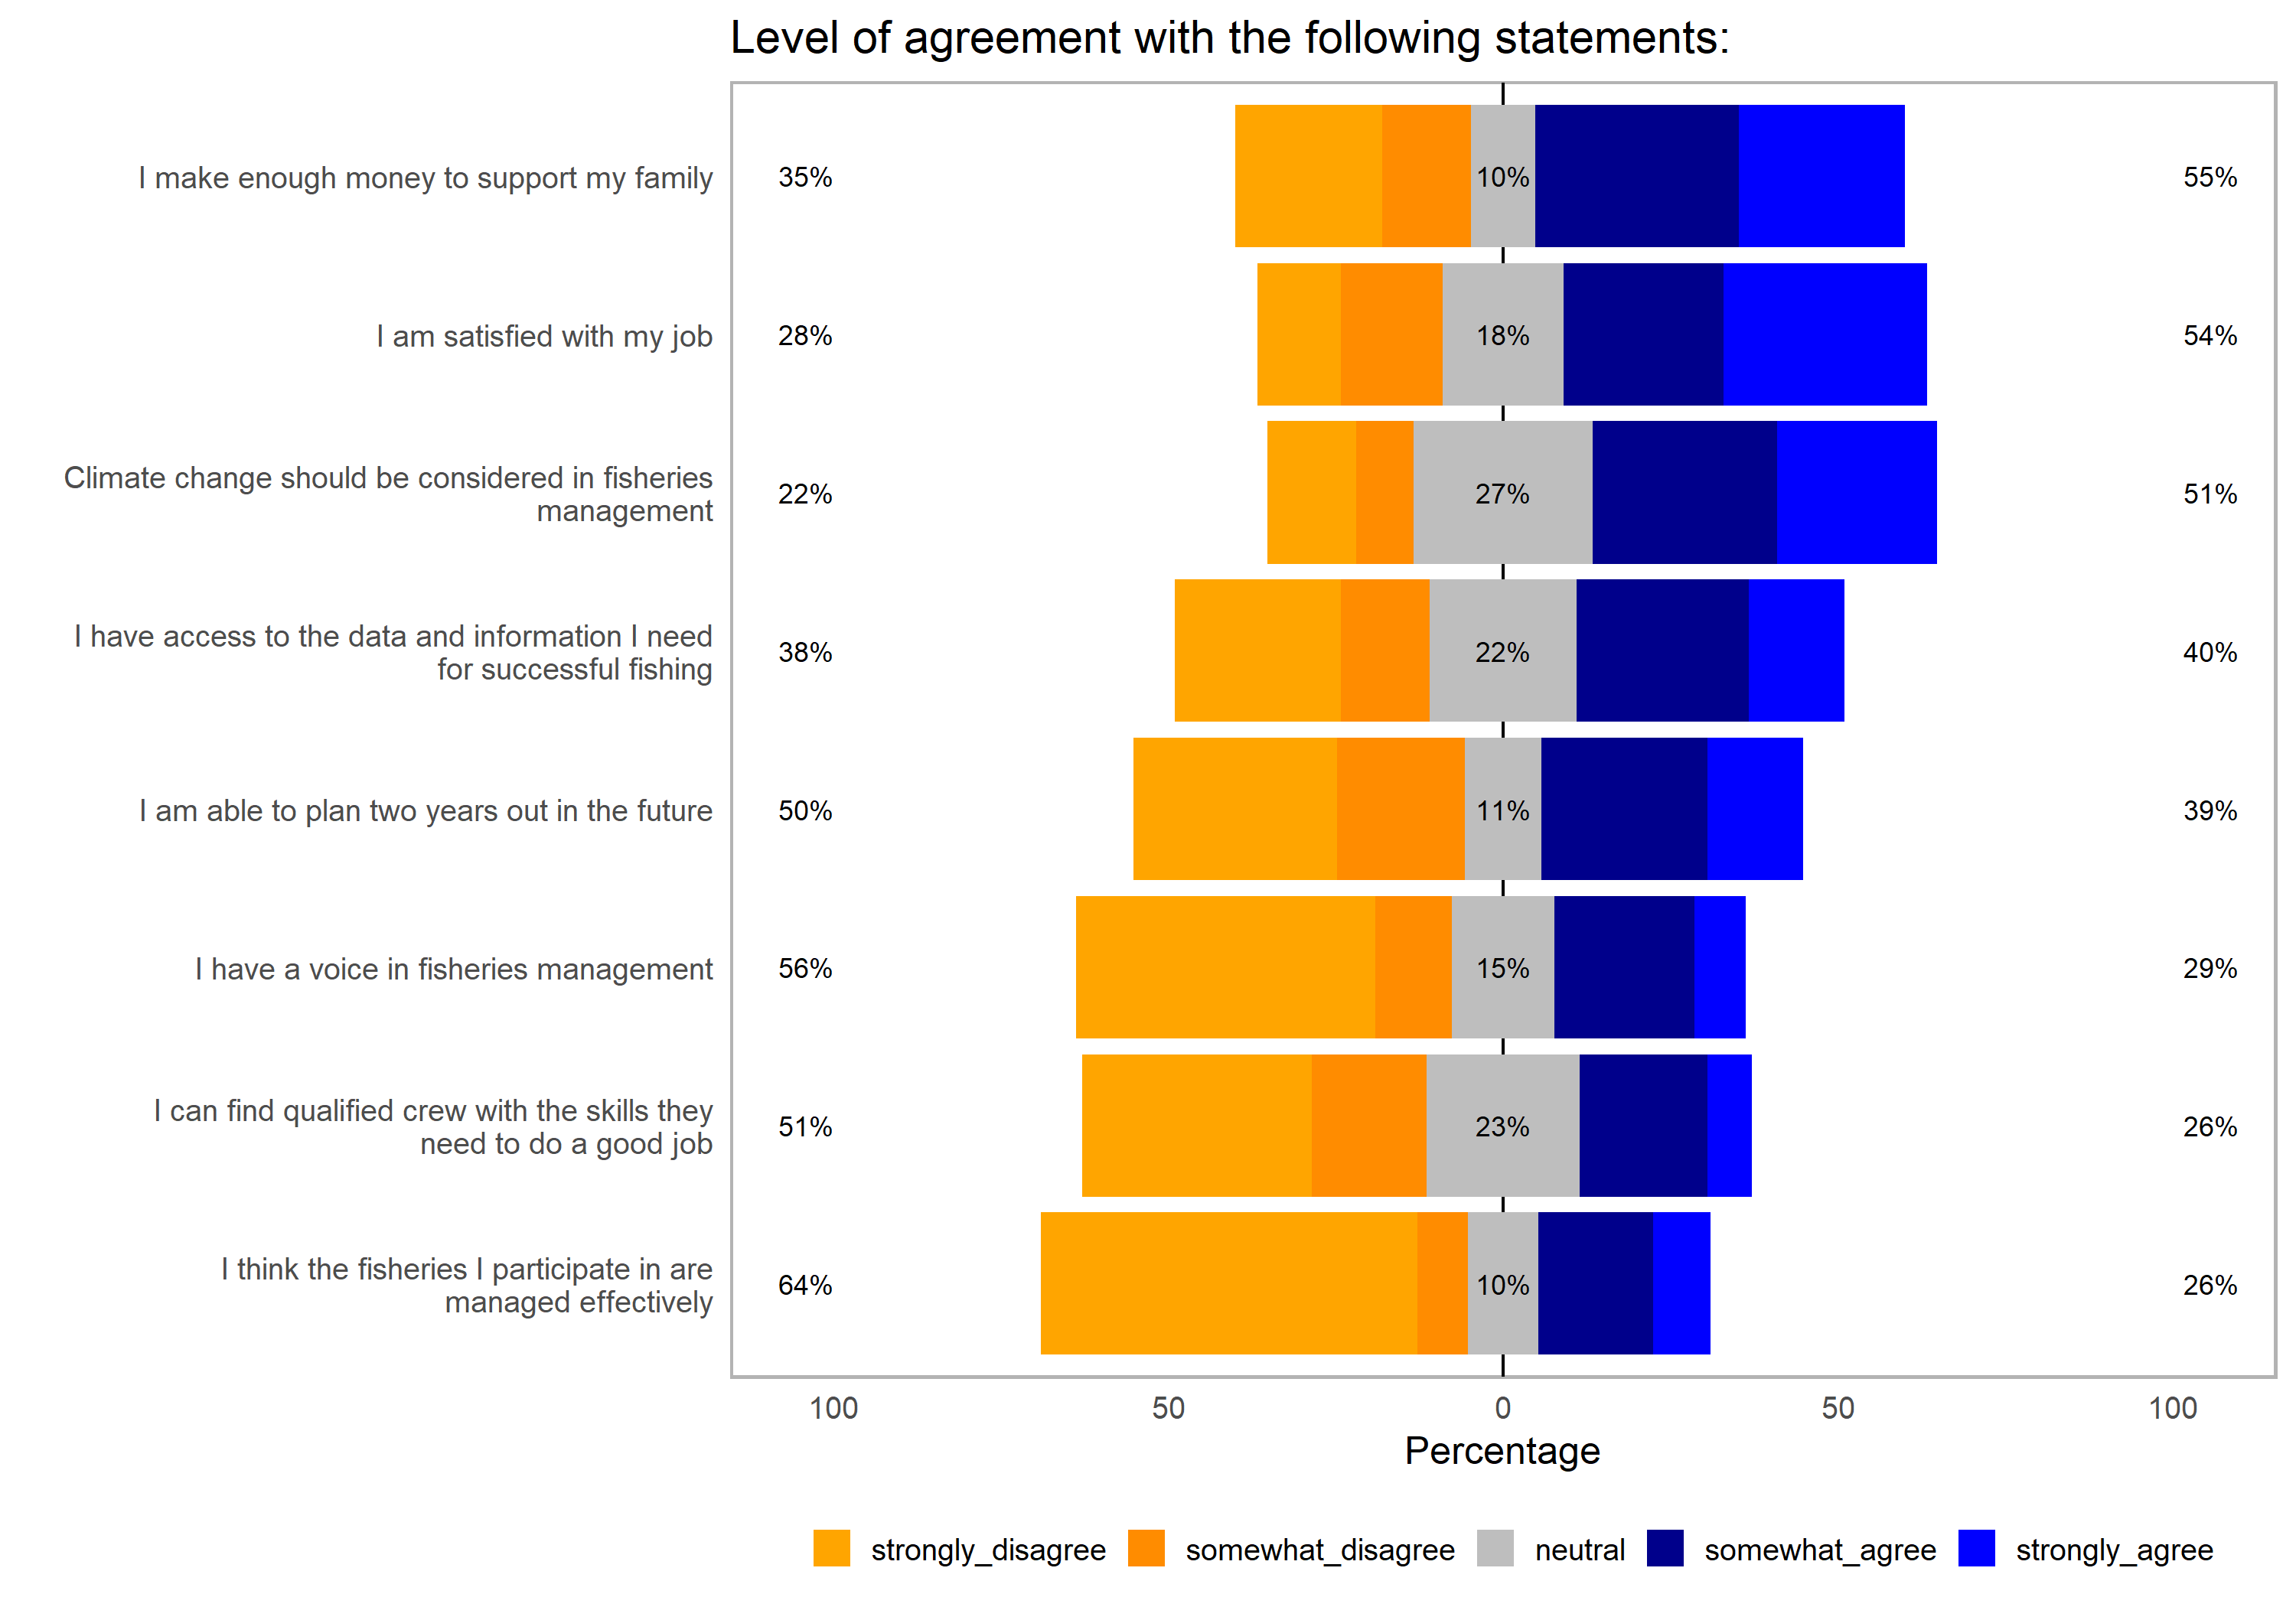 Level of agreement with the following statements:
I make enough money to support my family
35%
10%
55%
I am satisfied with my job
28%
18%
54%
Climate change should be considered in fisheries
management
22%
27%
51%
I have access to the data and information I need
for successful fishing
38%
22%
40%
I am able to plan two years out in the future
50%
11%
39%
I have a voice in fisheries management
56%
15%
29%
I can find qualified crew with the skills they
need to do a good job
51%
23%
26%
I think the fisheries I participate in are
managed effectively
64%
10%
26%
100 50 0 50 100
Percentage
strongly_disagree somewhat_disagree neutral somewhat_agree strongly_agree